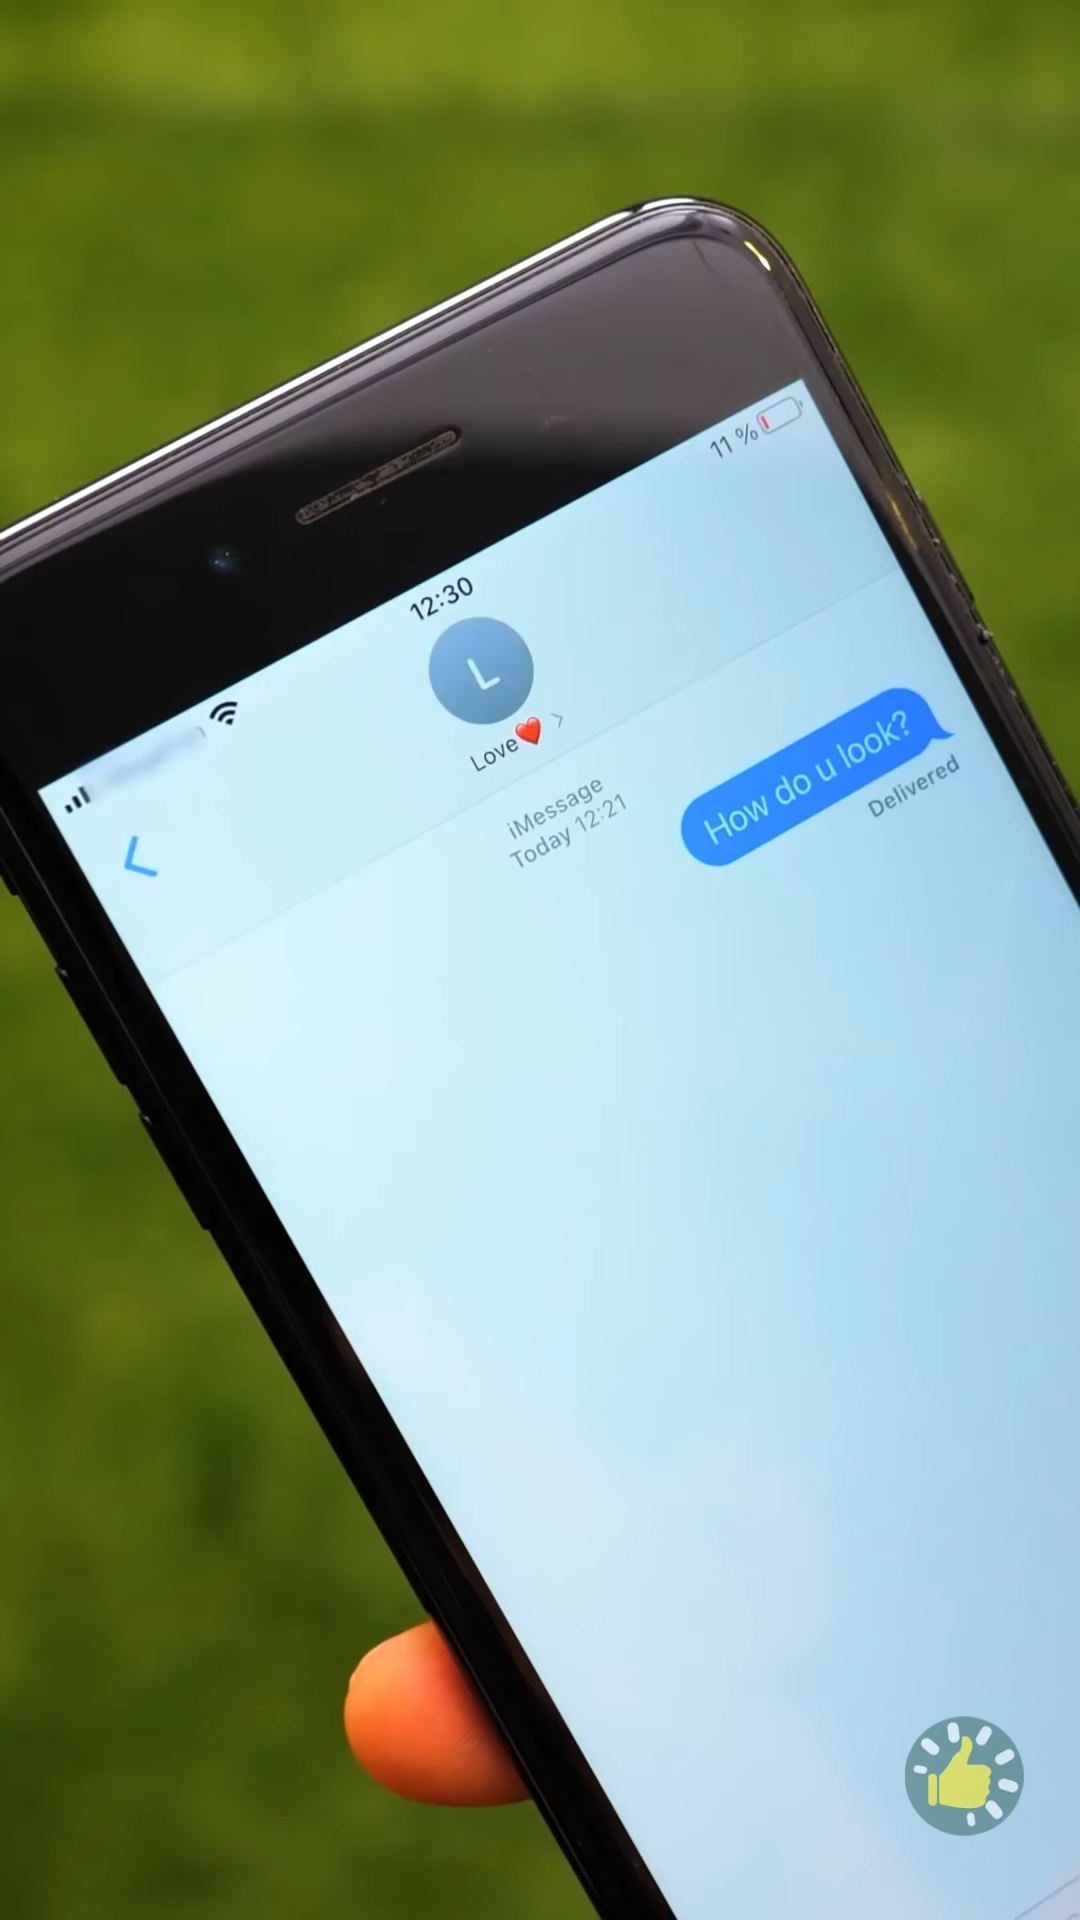 11 %
12:30
L
Love❤️
iMessage
Today 12:21
How do u look?
Delivered